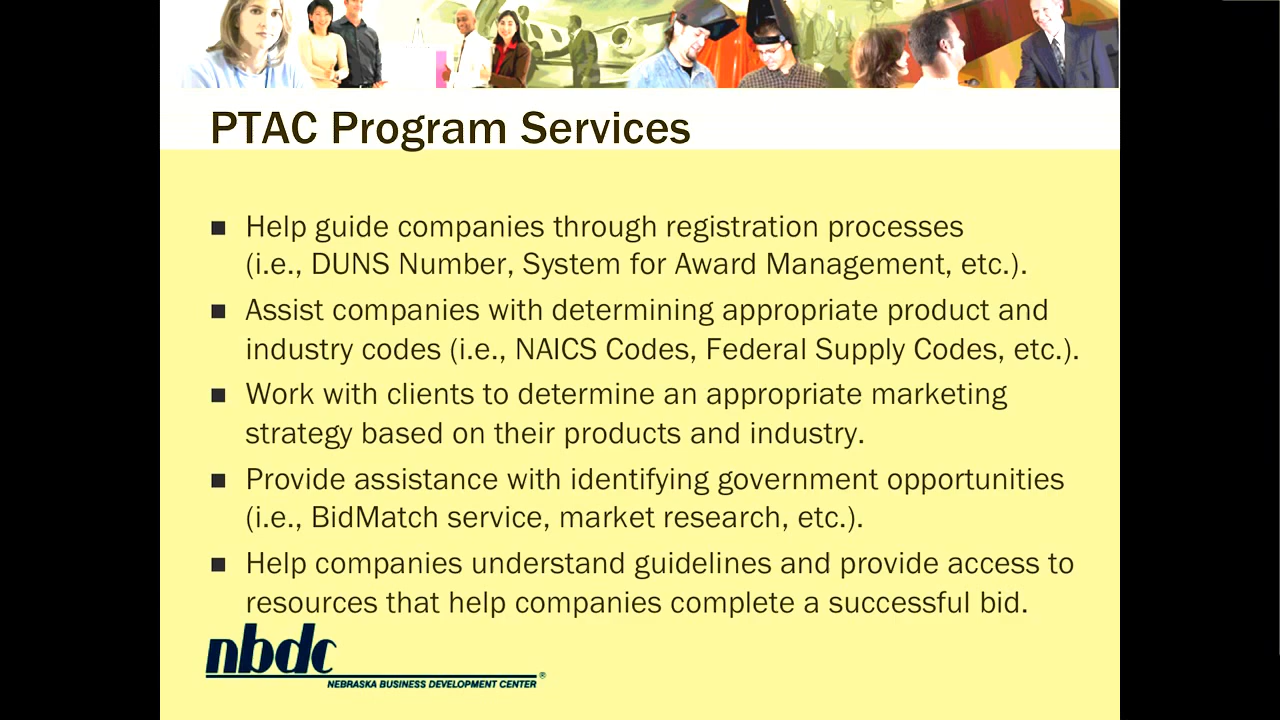 PTAC Program Services
■ Help guide companies through registration processes
(i.e., DUNS Number, System for Award Management, etc.).
■ Assist companies with determining appropriate product and
industry codes (i.e., NAICS Codes, Federal Supply Codes, etc.).
■ Work with clients to determine an appropriate marketing
strategy based on their products and industry.
■ Provide assistance with identifying government opportunities
(i.e., BidMatch service, market research, etc.).
■ Help companies understand guidelines and provide access to
resources that help companies complete a successful bid.
nbdc
NEBRASKA BUSINESS DEVELOPMENT CENTER®